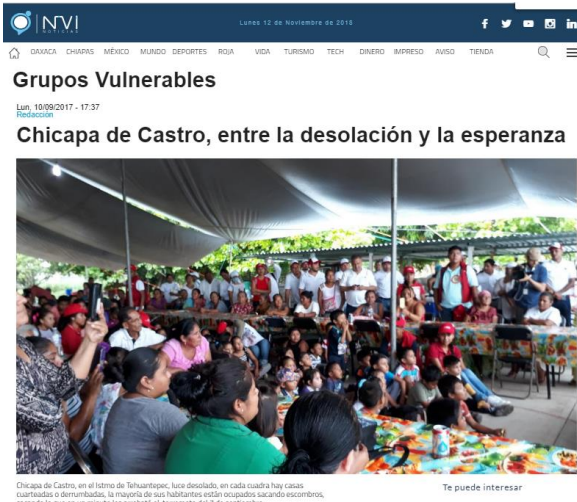 NVI
NOTICIAS
Lunes 12 de Noviembre de 2018
OAXACA CHIAPAS MÉXICO MUNDO DEPORTES ROJA VIDA TURISMO TECH DINERO IMPRESO AVISO TIENDA
Grupos Vulnerables
Lun, 10/09/2017 - 17:37
Redacción
Chicapa de Castro, entre la desolación y la esperanza
Chicapa de Castro, en el Istmo de Tehuantepec, luce desolado, en cada cuadra hay casas
cuarteadas o derrumbadas, la mayoría de sus habitantes están ocupados sacando escombros,
Te puede interesar